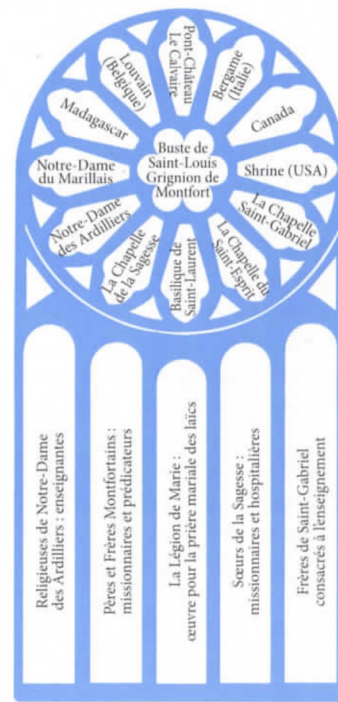 Pont-Château
Le Calvaire
Bergame
(Italie)
Canada
Shrine (USA)
La Chapelle
Saint-Gabriel
La Chapelle du
Saint-Esprit
Basilique de
Saint-Laurent
La Chapelle
de la Sagesse
Notre-Dame
des Ardilliers
Notre-Dame
du Marillais
Madagascar
Louvain
(Belgique)
Buste de
Saint-Louis
Grignion de
Montfort
Religieuses de Notre-Dame
des Ardilliers : enseignantes
Pères et Frères Montfortains :
missionnaires et prédicateurs
La Légion de Marie :
œuvre pour la prière mariale des laïcs
Sœurs de la Sagesse :
missionnaires et hospitalières
Frères de Saint-Gabriel
consacrés à l'enseignement